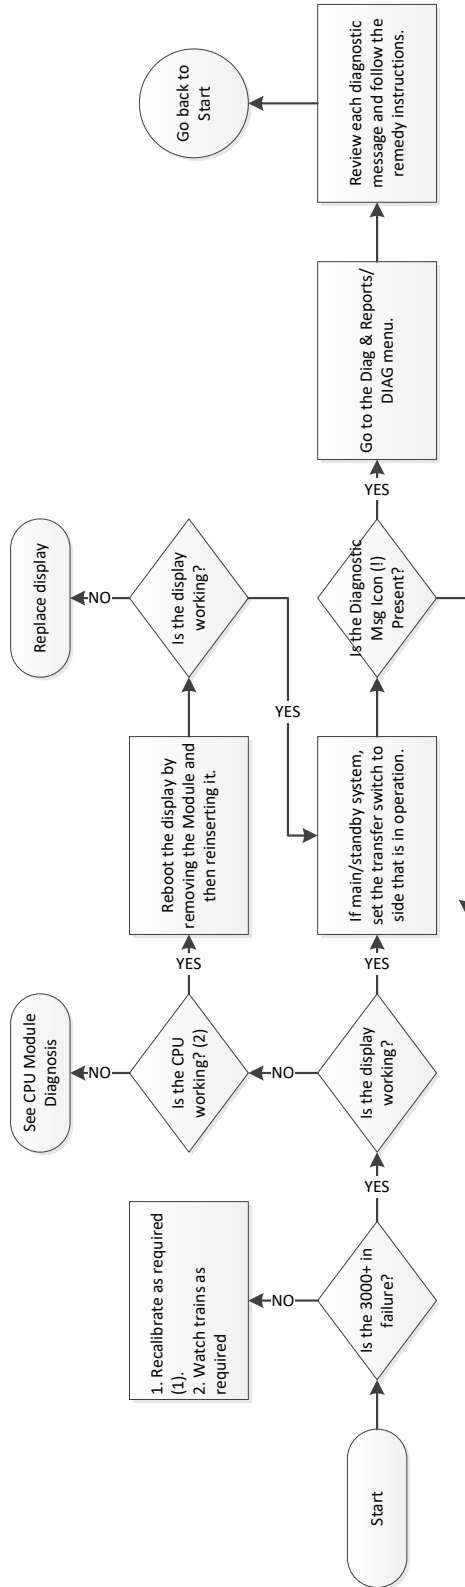 Start
Is the 3000+ in
failure?
NO
1. Recalibrate as required
(1).
2. Watch trains as
required
YES
Is the display
working?
NO
Is the CPU
working? (2)
NO
See CPU Module
Diagnosis
YES
Reboot the display by
removing the Module and
then reinserting it.
Is the display
working?
NO
Replace display
YES
YES
If main/standby system,
set the transfer switch to
side that is in operation.
Is the Diagnostic
Msg Icon (!)
Present?
YES
Go to the Diag & Reports/
DIAG menu.
Review each diagnostic
message and follow the
remedy instructions.
Go back to
Start